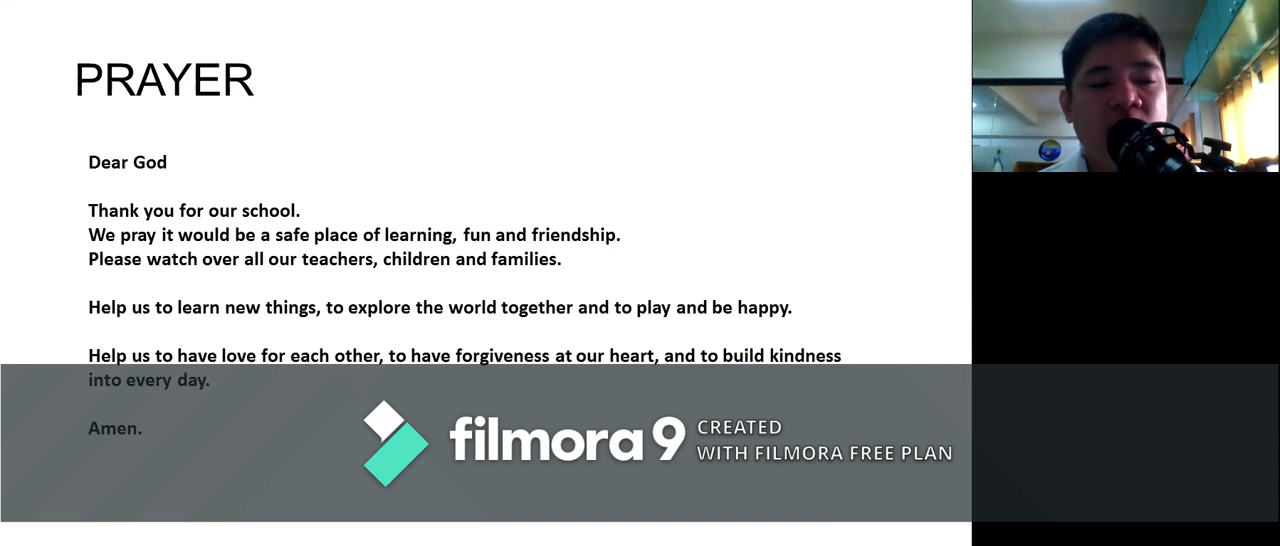 PRAYER
Dear God
Thank you for our school.
We pray it would be a safe place of learning, fun and friendship.
Please watch over all our teachers, children and families.
Help us to learn new things, to explore the world together and to play and be happy.
Help us to have love for each other, to have forgiveness at our heart, and to build kindness
into every day.
Amen.
filmora 9
CREATED
WITH FILMORA FREE PLAN